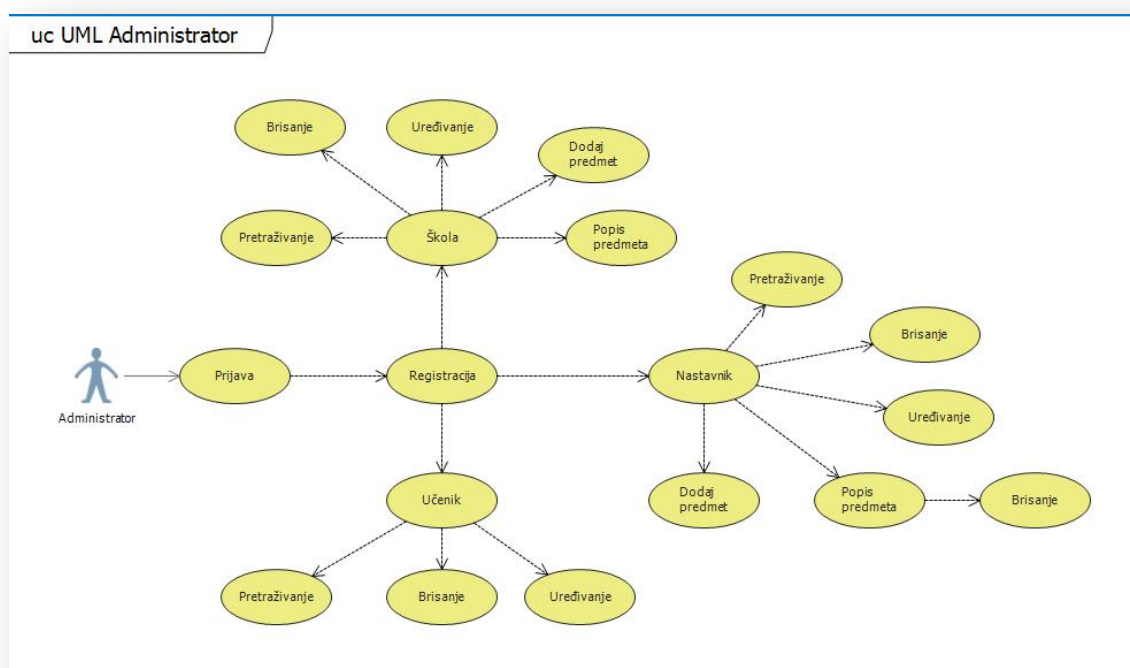 uc UML Administrator
Brisanje
Uređivanje
Dodaj
predmet
Pretraživanje
Škola
Popis
predmeta
Pretraživanje
Brisanje
Administrator
Prijava
Registracija
Nastavnik
Uređivanje
Učenik
Dodaj
predmet
Popis
predmeta
Brisanje
Pretraživanje
Brisanje
Uređivanje